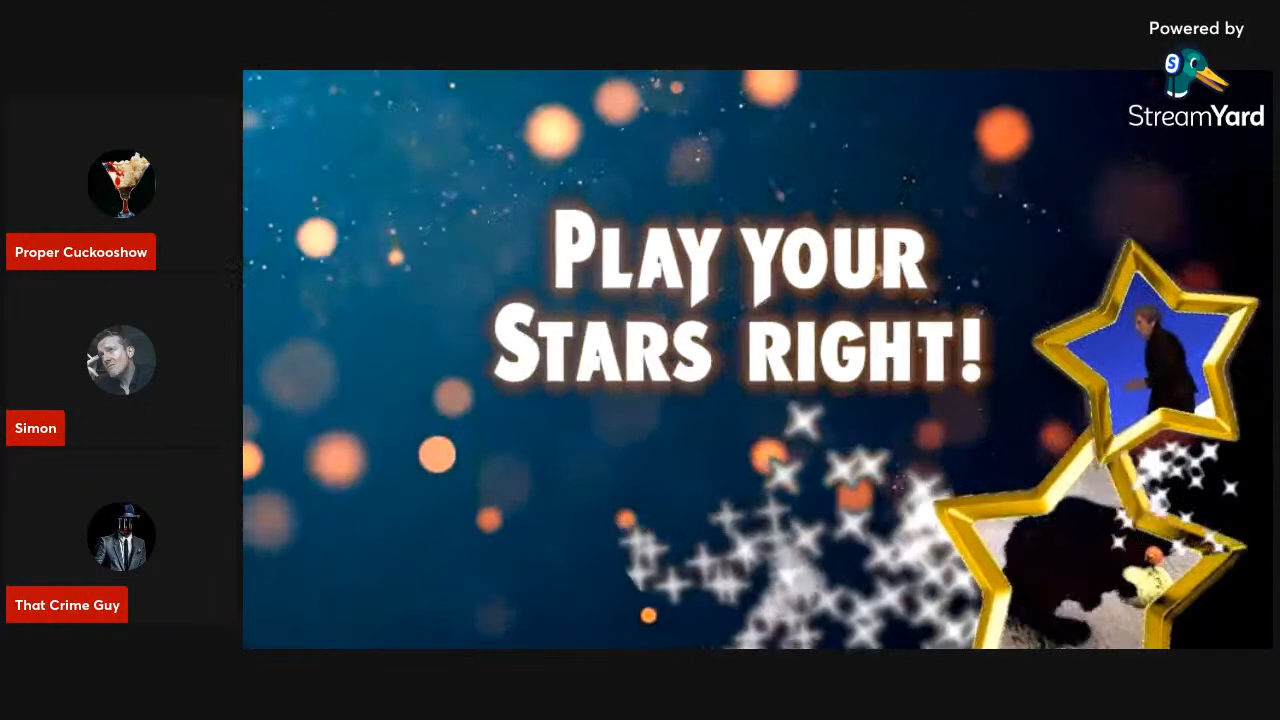 Powered by
StreamYard
Proper Cuckooshow
Simon
That Crime Guy
PLAY YOUR
STARS RIGHT!